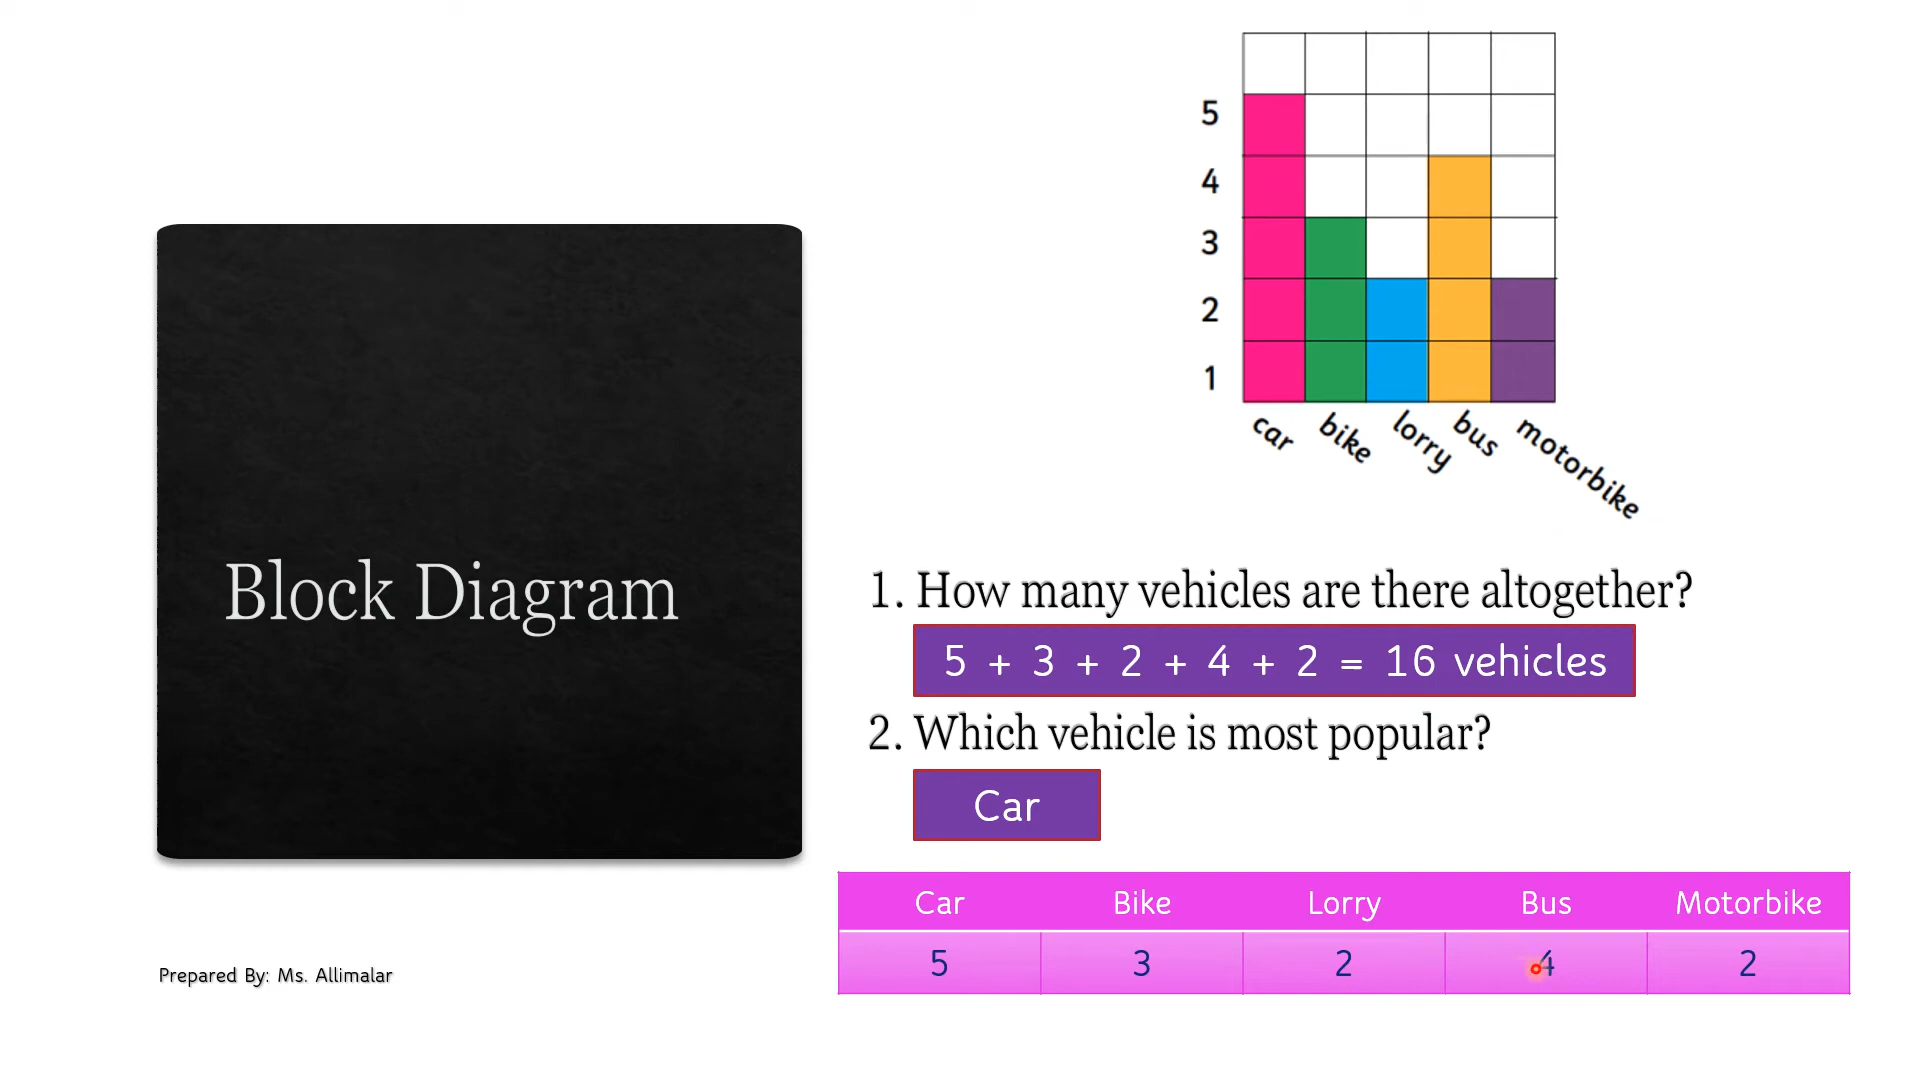 Block Diagram
Prepared By: Ms. Allimalar
5
4
3
2
1
car bike lorry bus motorbike
1. How many vehicles are there altogether?
5 + 3 + 2 + 4 + 2 = 16 vehicles
2. Which vehicle is most popular?
Car
Car Bike Lorry Bus Motorbike
5 3 2 4 2